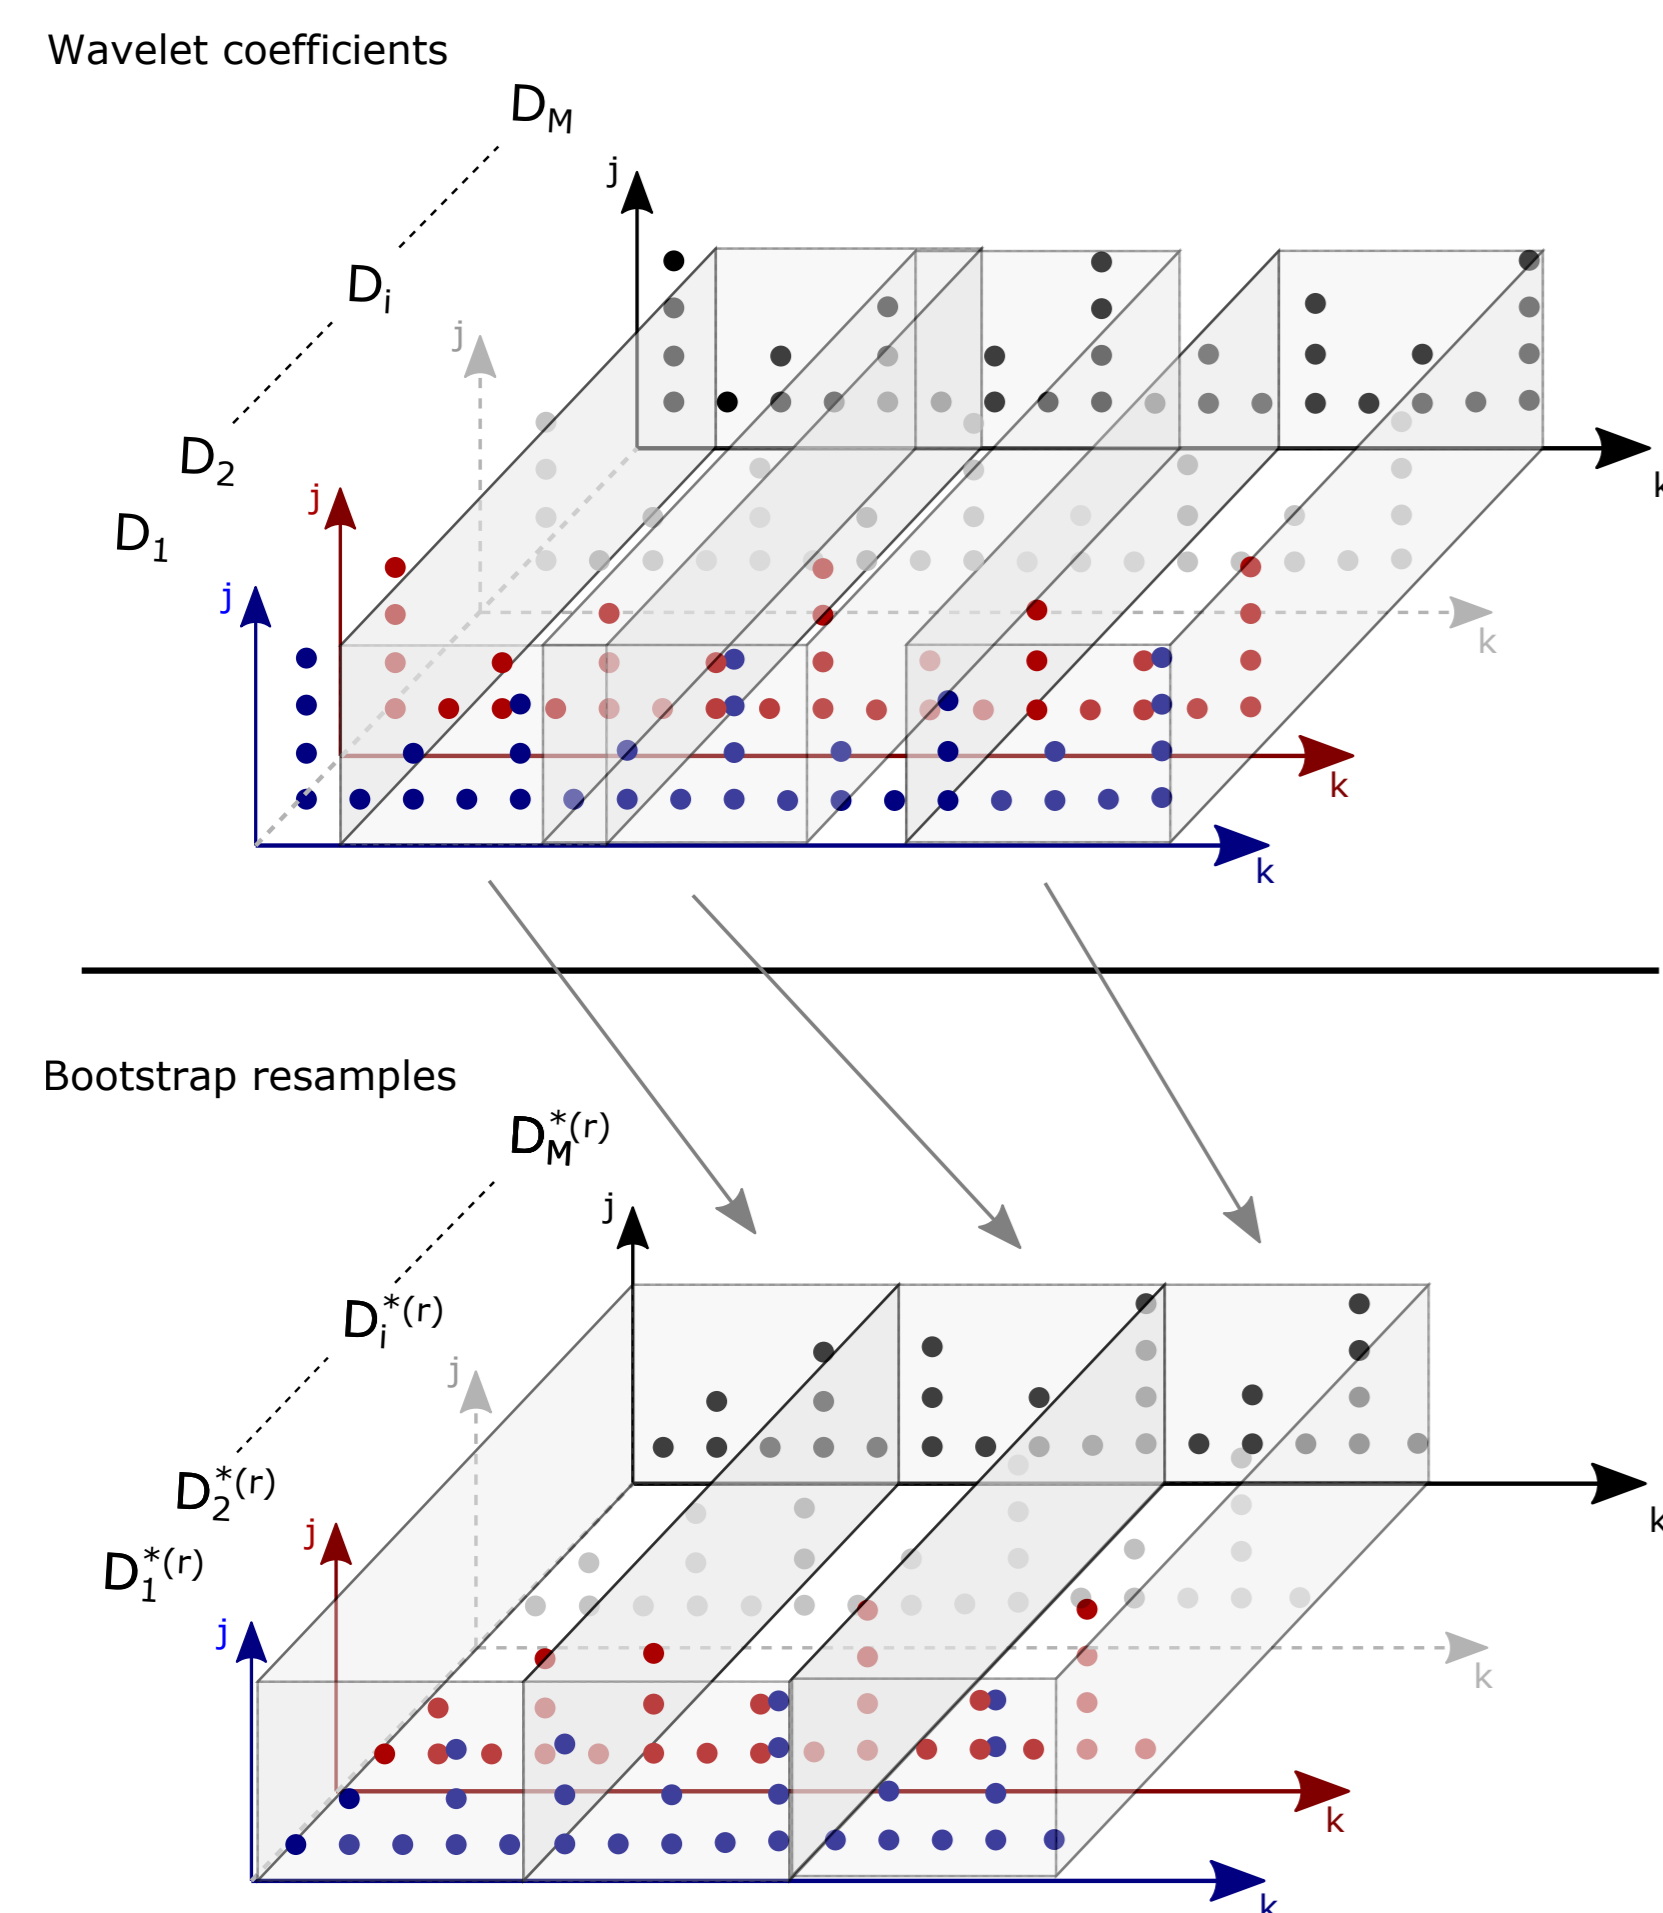 Wavelet coefficients
D_M
j
D_i
j
D_2
j
D_1
j
k
k
k
k
Bootstrap resamples
D_M^*(r)
j
D_i^*(r)
j
D_2^*(r)
j
D_1^*(r)
j
k
k
k
k